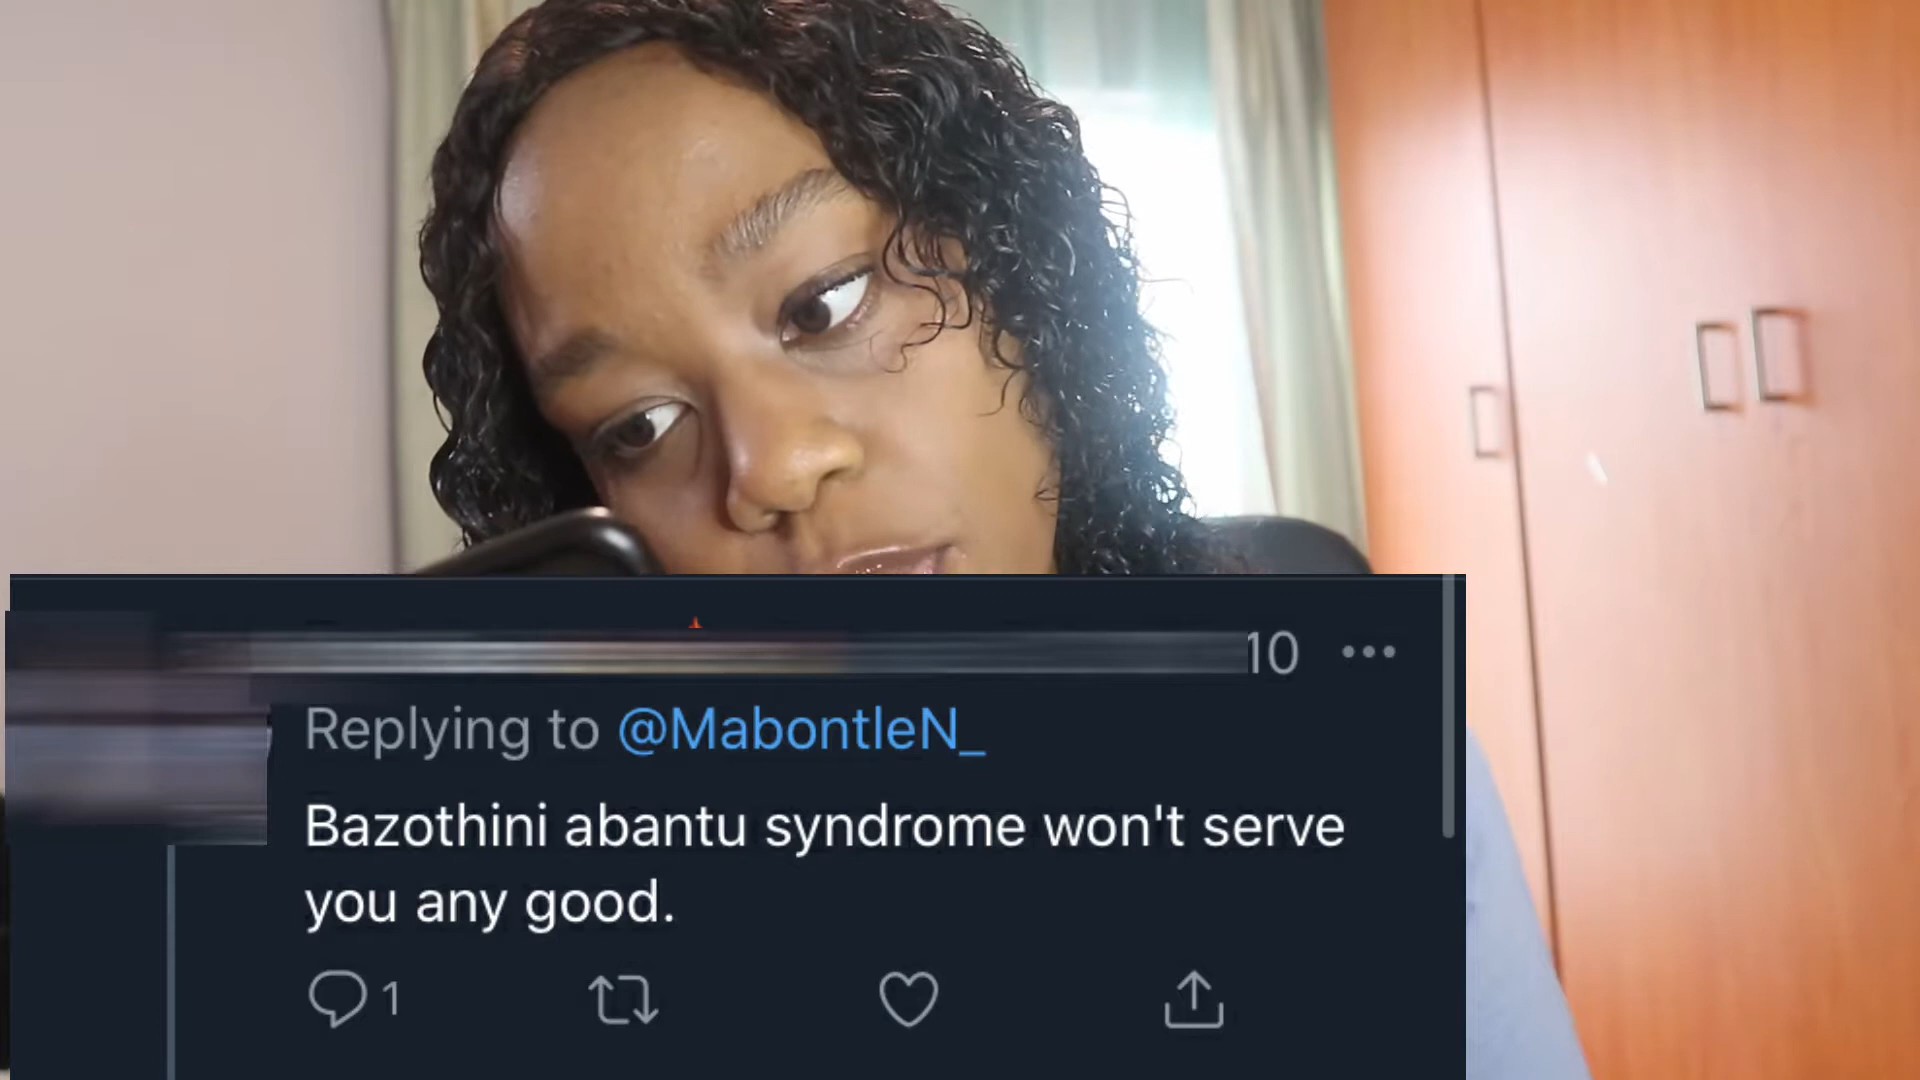 10
Replying to @MabontleN_
Bazothini abantu syndrome won't serve
you any good.
1